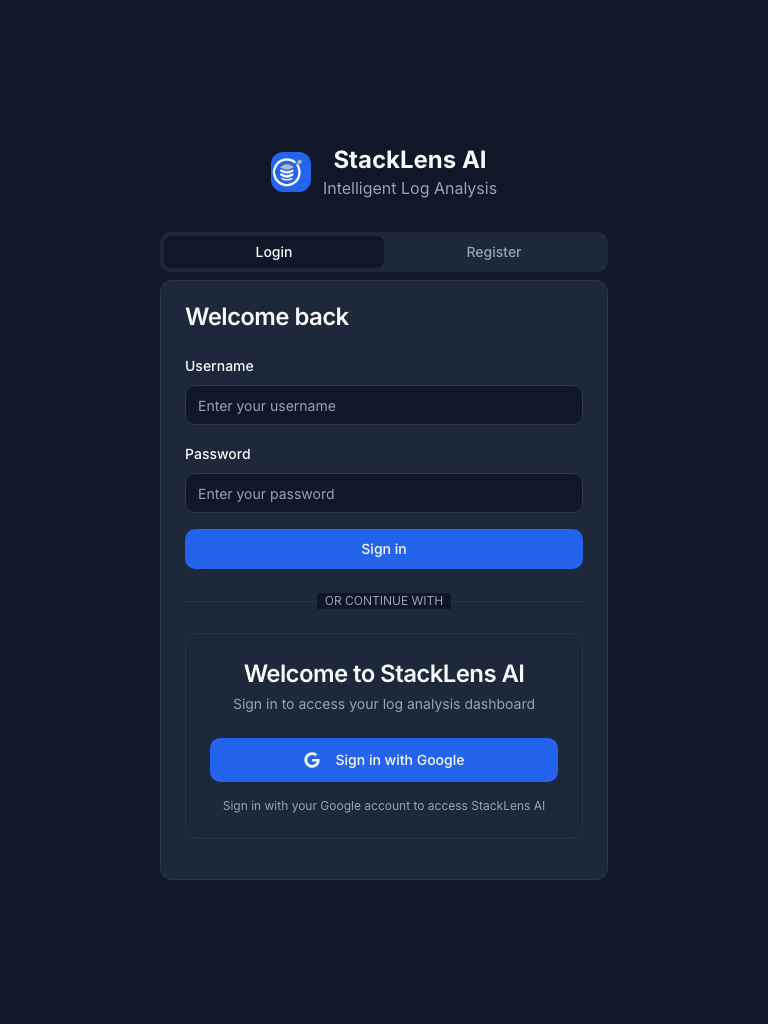 StackLens AI
Intelligent Log Analysis
Login
Register
Welcome back
Username
Enter your username
Password
Enter your password
Sign in
OR CONTINUE WITH
Welcome to StackLens AI
Sign in to access your log analysis dashboard
Sign in with Google
Sign in with your Google account to access StackLens AI